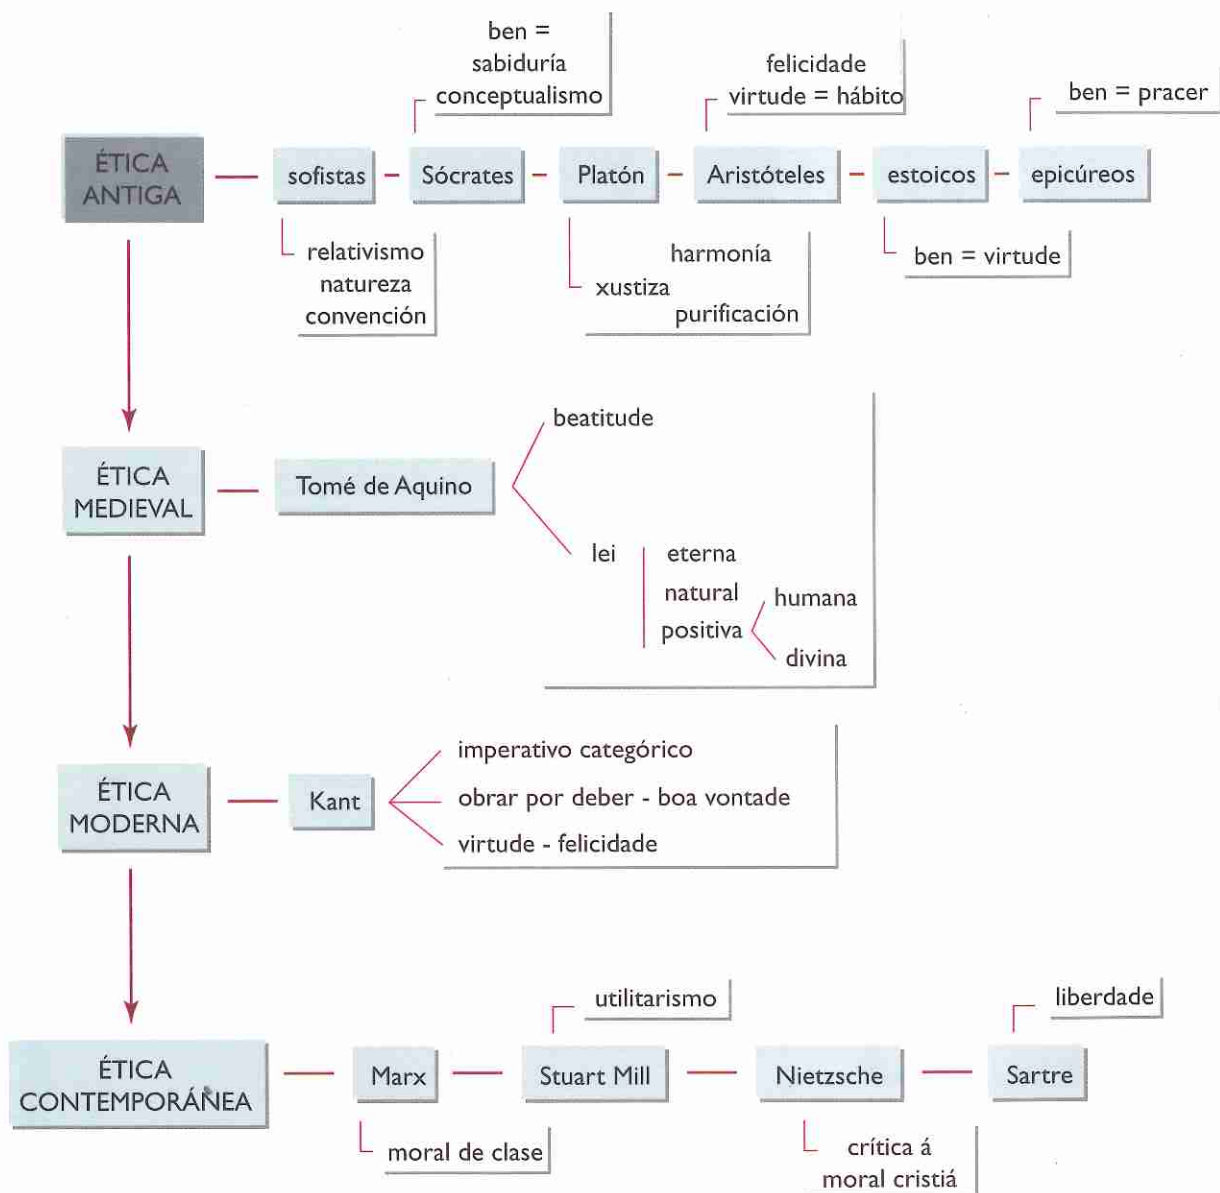 ben =
sabiduría
conceptualismo
felicidade
virtude = hábito
ben = pracer
ÉTICA
ANTIGA
sofistas
Sócrates
Platón
Aristóteles
estoicos
epicúreos
relativismo
natureza
convención
harmonía
xustiza
purificación
ben = virtude
ÉTICA
MEDIEVAL
Tomé de Aquino
beatitude
lei
eterna
natural
positiva
humana
divina
ÉTICA
MODERNA
Kant
imperativo categórico
obrar por deber - boa vontade
virtude - felicidade
ÉTICA
CONTEMPORÁNEA
Marx
Stuart Mill
Nietzsche
Sartre
utilitarismo
liberdade
moral de clase
crítica á
moral cristiá